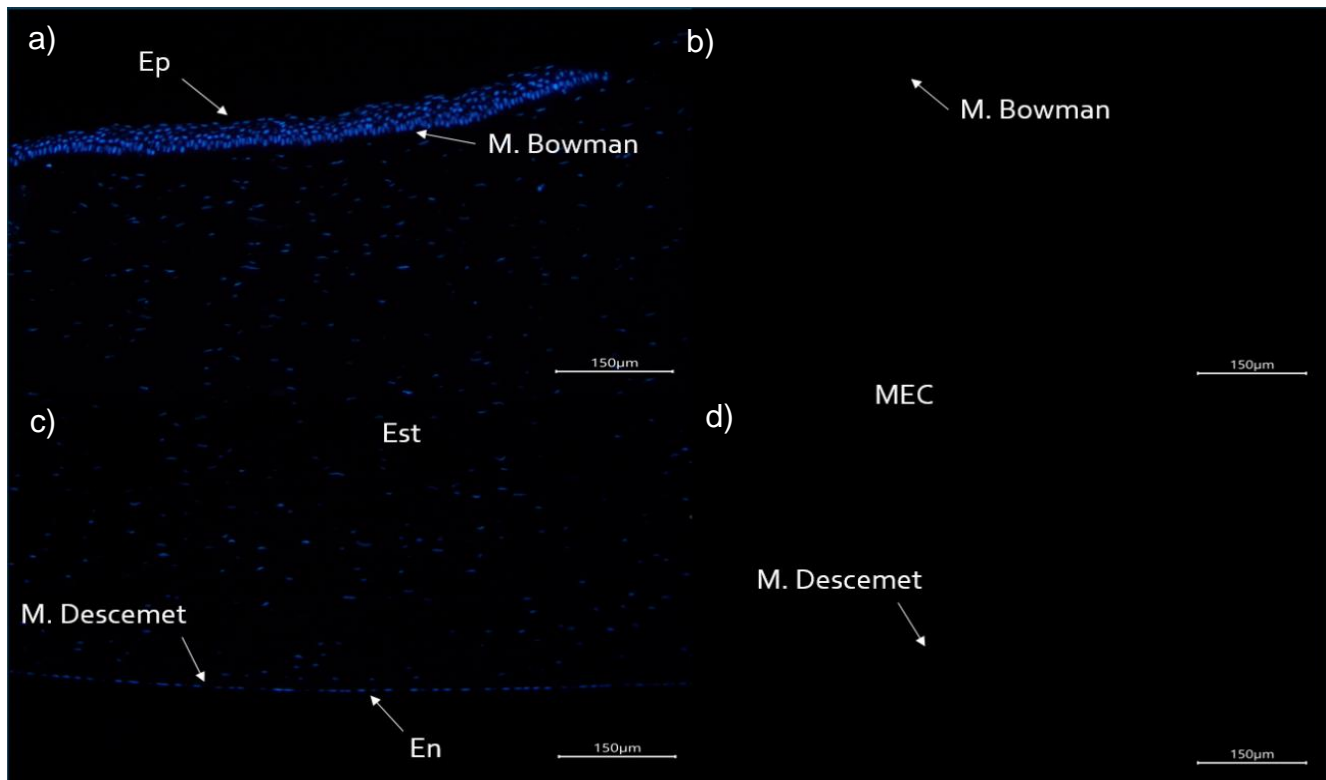 a)
Ep
M. Bowman
150µm
b)
M. Bowman
150µm
c)
Est
M. Descemet
En
150µm
MEC
d)
M. Descemet
150µm